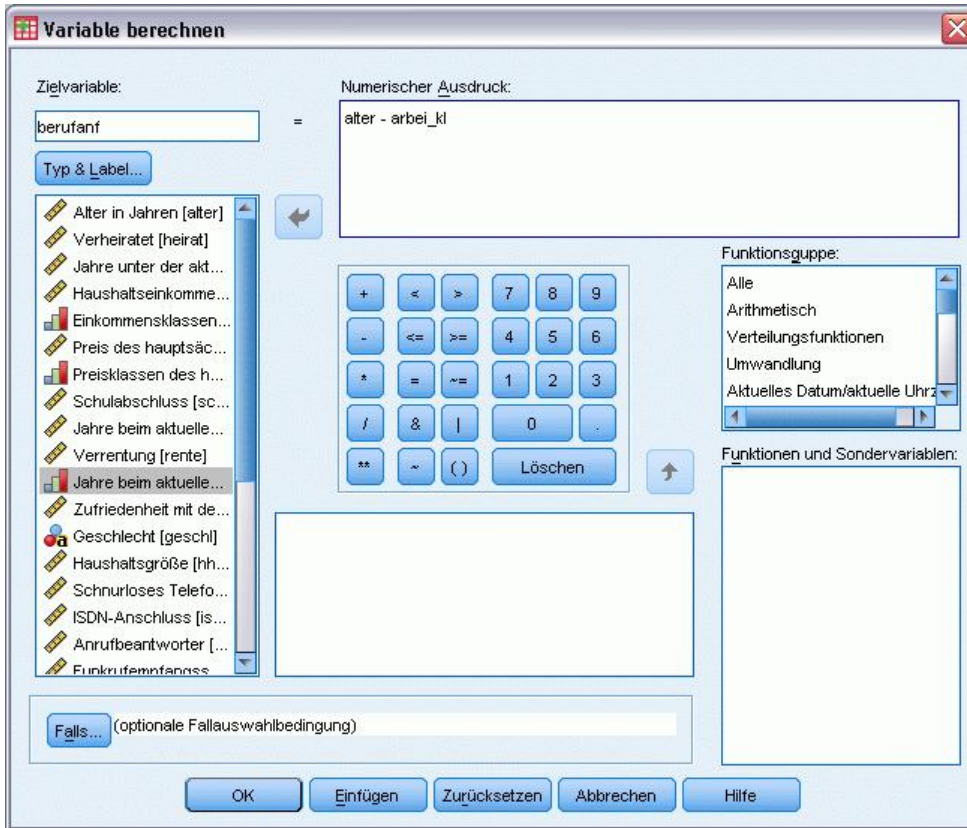 Variable berechnen
Zielvariable:
berufanf
=
Numerischer Ausdruck:
alter - arbei_kl
Typ & Label...
Alter in Jahren [alter]
Verheiratet [heirat]
Jahre unter der akt...
Haushaltseinkomme...
Einkommensklassen...
Preis des hauptsäc...
Preisklassen des h...
Schulabschluss [sc...
Jahre beim aktuelle...
Verrentung [rente]
Jahre beim aktuelle...
Zufriedenheit mit de...
Geschlecht [geschl]
Haushaltsgröße [hh...
Schnurloses Telefo...
ISDN-Anschluss [is...
Anrufbeantworter [...
Funkrufempfangss
+ < > 7 8 9
- <= >= 4 5 6
* = ~= 1 2 3
/ & | 0 .
** ~ ( ) Löschen
Funktionsgruppe:
Alle
Arithmetisch
Verteilungsfunktionen
Umwandlung
Aktuelles Datum/aktuelle Uhrz
Funktionen und Sondervariablen:
Falls... (optionale Fallauswahlbedingung)
OK Einfügen Zurücksetzen Abbrechen Hilfe